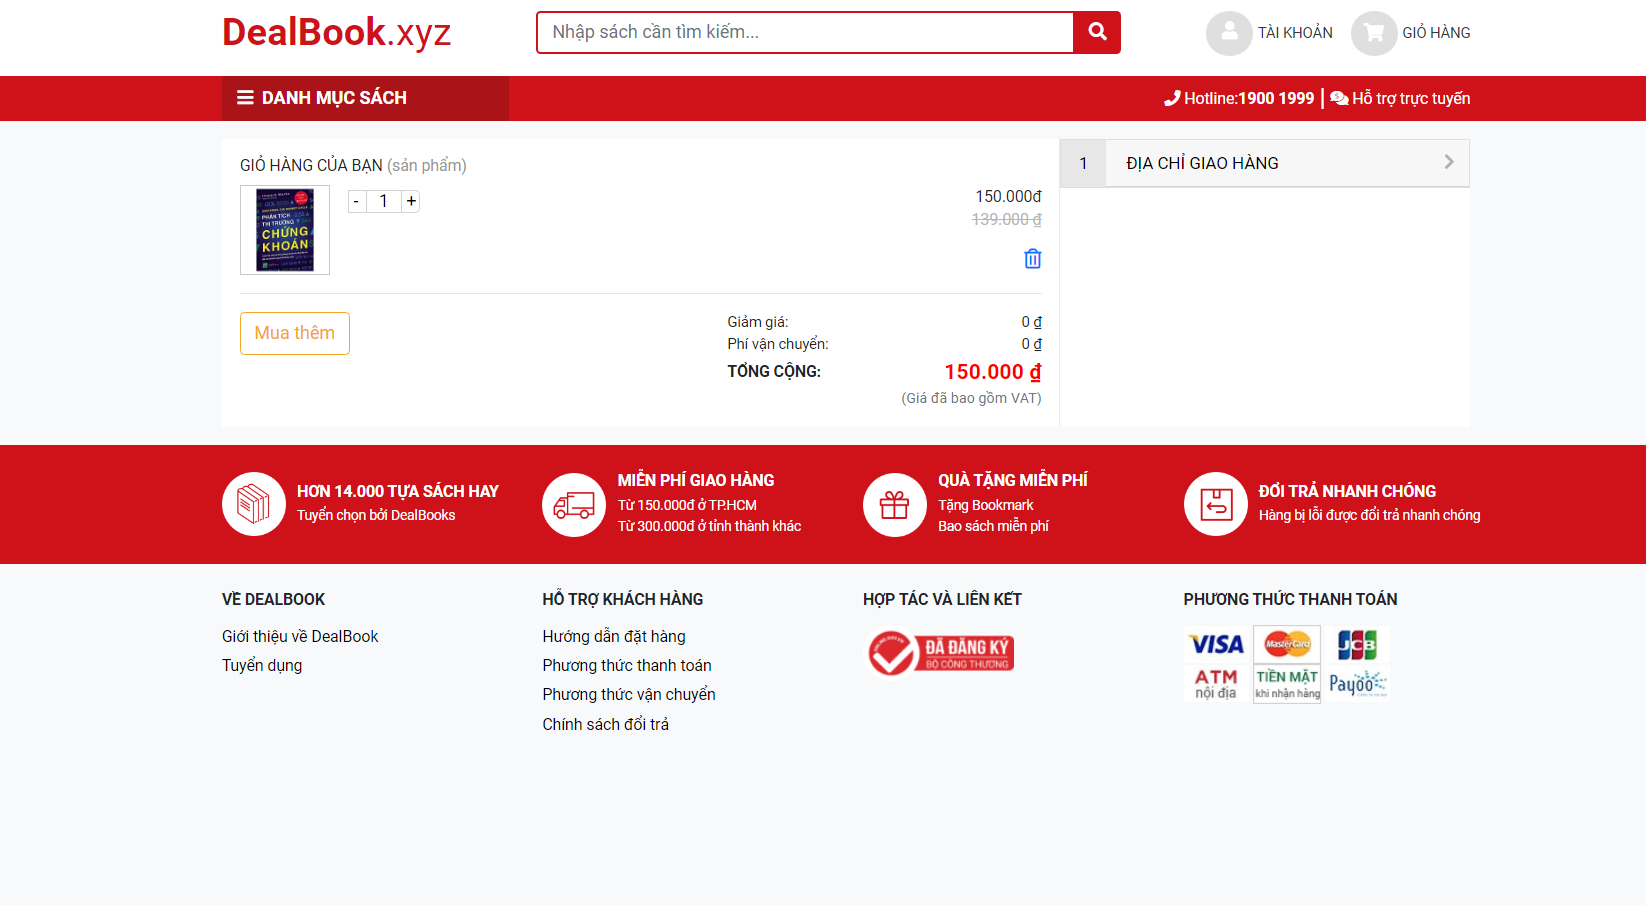 DealBook.xyz
Nhập sách cần tìm kiếm...
TÀI KHOẢN
GIỎ HÀNG
DANH MỤC SÁCH
Hotline:1900 1999 | Hỗ trợ trực tuyến
GIỎ HÀNG CỦA BẠN (sản phẩm)
PHÂN TÍCH
THỊ TRƯỜNG
CHỨNG
KHOÁN
- 1 +
150.000đ
139.000 ₫
1 ĐỊA CHỈ GIAO HÀNG
Mua thêm
Giảm giá: 0 ₫
Phí vận chuyển: 0 ₫
TỔNG CỘNG: 150.000 ₫
(Giá đã bao gồm VAT)
HƠN 14.000 TỰA SÁCH HAY
Tuyển chọn bởi DealBooks
MIỄN PHÍ GIAO HÀNG
Từ 150.000đ ở TP.HCM
Từ 300.000đ ở tỉnh thành khác
QUÀ TẶNG MIỄN PHÍ
Tặng Bookmark
Bao sách miễn phí
ĐỔI TRẢ NHANH CHÓNG
Hàng bị lỗi được đổi trả nhanh chóng
VỀ DEALBOOK
Giới thiệu về DealBook
Tuyển dụng
HỖ TRỢ KHÁCH HÀNG
Hướng dẫn đặt hàng
Phương thức thanh toán
Phương thức vận chuyển
Chính sách đổi trả
HỢP TÁC VÀ LIÊN KẾT
ĐÃ ĐĂNG KÝ
BỘ CÔNG THƯƠNG
PHƯƠNG THỨC THANH TOÁN
VISA
MasterCard
JCB
ATM
nội địa
TIỀN MẶT
khi nhận hàng
Payoo